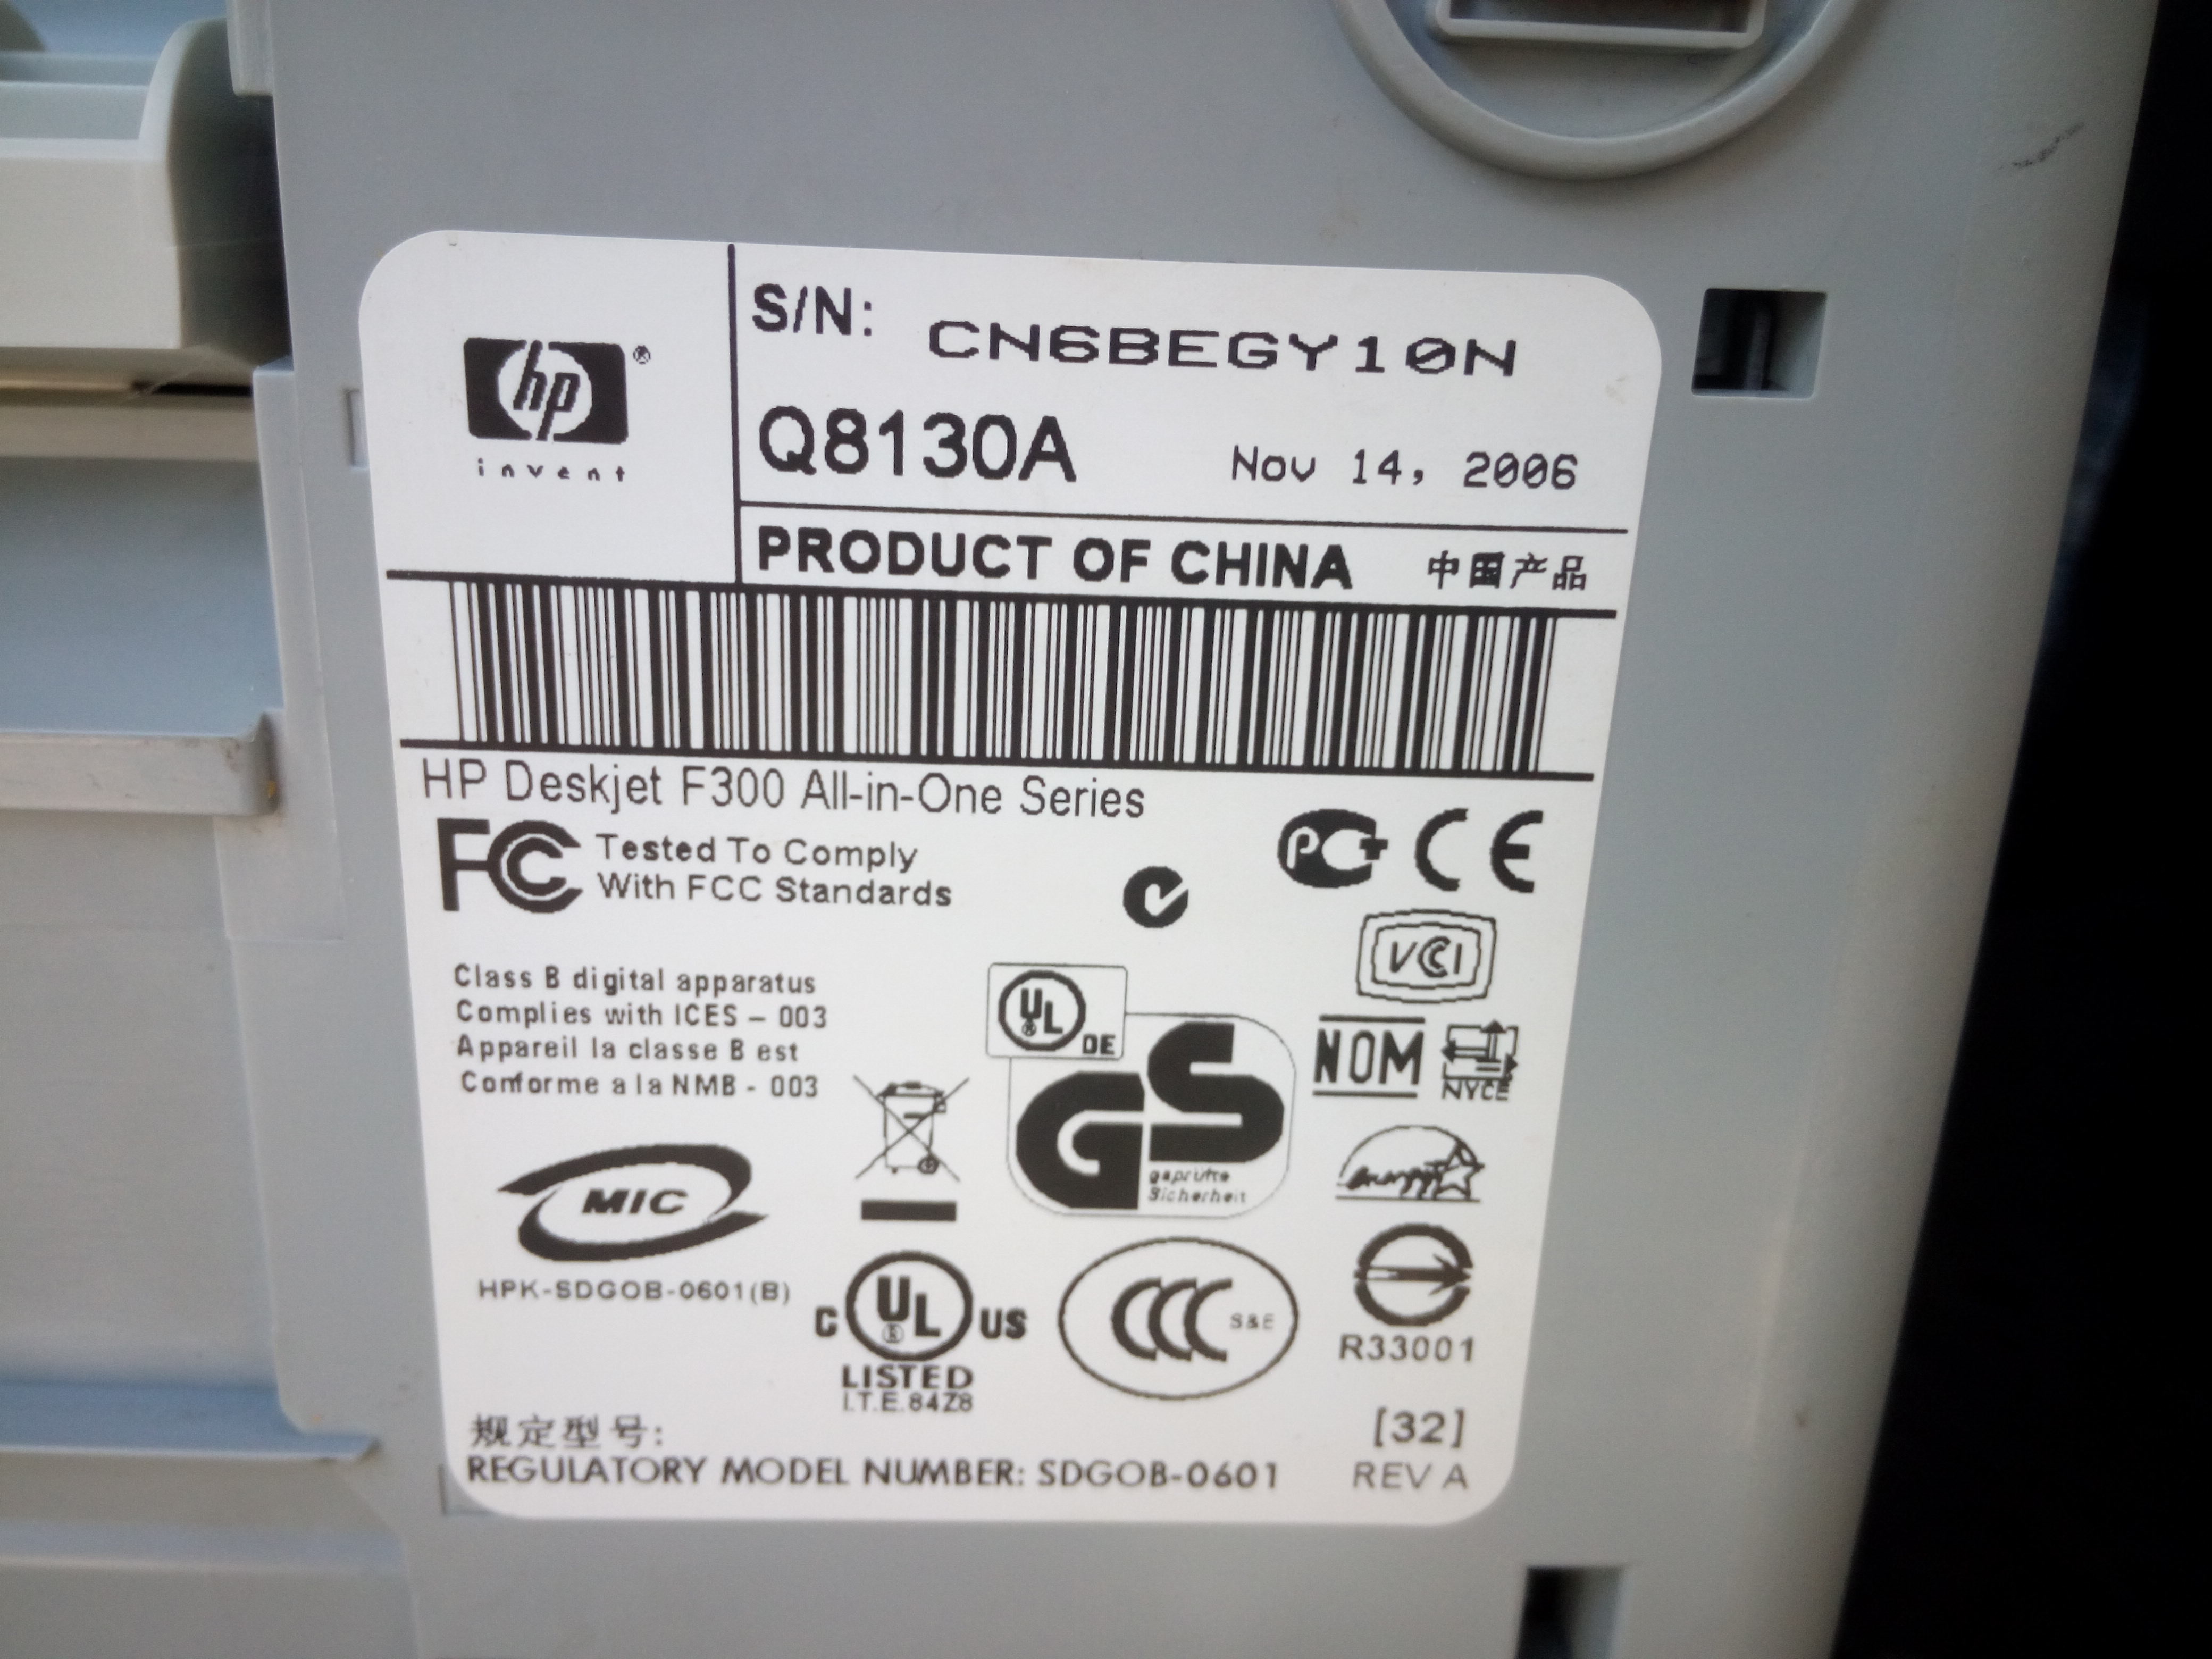 hp ®
invent
S/N: CN6BEGY10N
Q8130A Nov 14, 2006
PRODUCT OF CHINA 中国产品
HP Deskjet F300 All-in-One Series
FC Tested To Comply
With FCC Standards
PC CE
VCCI
Class B digital apparatus
Complies with ICES – 003
Appareil la classe B est
Conforme a la NMB - 003
UL ® DE
GS
geprüfte
Sicherheit
NOM NYCE
energy
MIC
HPK-SDGOB-0601(B)
C UL ® US
LISTED
I.T.E. 84Z8
CCC S&E
R33001
规定型号:
REGULATORY MODEL NUMBER: SDGOB-0601
[32]
REV A